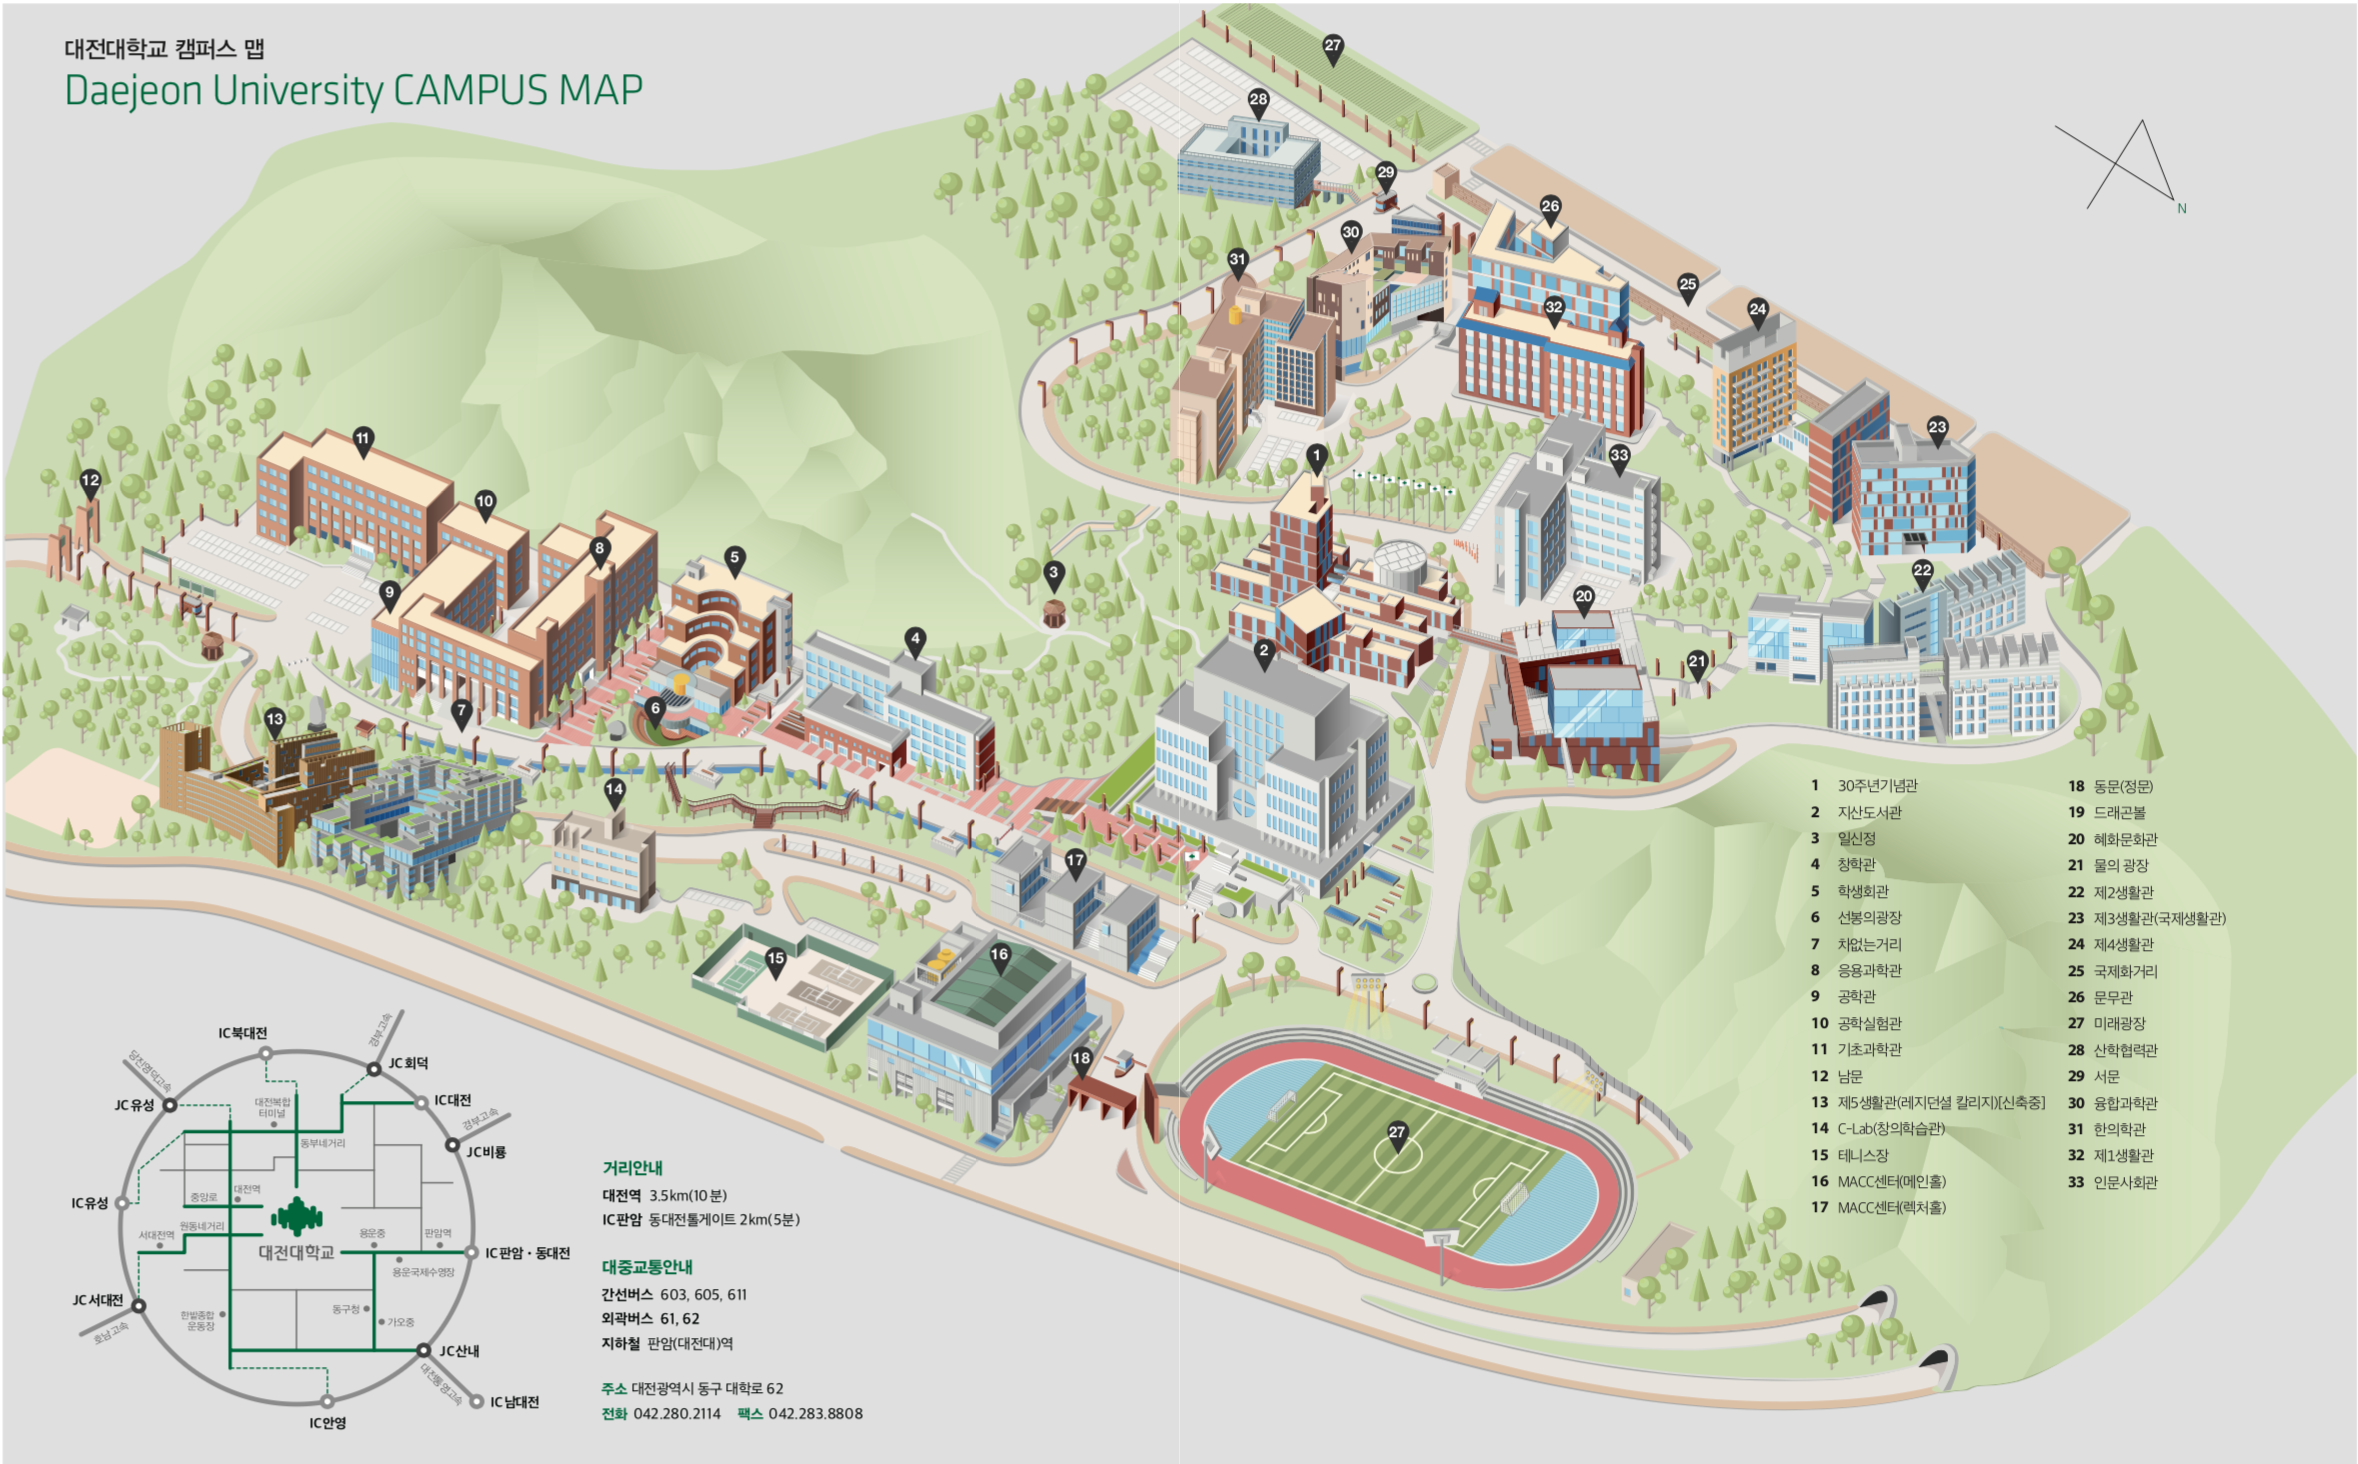 대전대학교 캠퍼스 맵
Daejeon University CAMPUS MAP
27
28
29
26
30
31
25
32
24
23
11
12
1
33
10
8
5
9
3
22
20
4
2
21
6
7
13
14
17
16
15
18
27
N
1 30주년기념관
2 지산도서관
3 일신정
4 창학관
5 학생회관
6 선봉의광장
7 차없는거리
8 응용과학관
9 공학관
10 공학실험관
11 기초과학관
12 남문
13 제5생활관(레지던셜 칼리지)[신축중]
14 C-Lab(창의학습관)
15 테니스장
16 MACC센터(메인홀)
17 MACC센터(렉처홀)
18 동문(정문)
19 드래곤볼
20 혜화문화관
21 물의 광장
22 제2생활관
23 제3생활관(국제생활관)
24 제4생활관
25 국제화거리
26 문무관
27 미래광장
28 산학협력관
29 서문
30 융합과학관
31 한의학관
32 제1생활관
33 인문사회관
IC북대전
경부고속
JC회덕
당진영덕고속
JC유성
대전복합
터미널
IC대전
경부고속
동부네거리
JC비룡
IC유성
중앙로
대전역
원동네거리
서대전역
대전대학교
용운중
판암역
IC판암・동대전
용운국제수영장
JC서대전
호남고속
한밭종합
운동장
동구청
가오중
JC산내
대전통영고속
IC남대전
IC안영
거리안내
대전역 3.5km(10분)
IC판암 동대전톨게이트 2km(5분)
대중교통안내
간선버스 603, 605, 611
외곽버스 61, 62
지하철 판암(대전대)역
주소 대전광역시 동구 대학로 62
전화 042.280.2114 팩스 042.283.8808